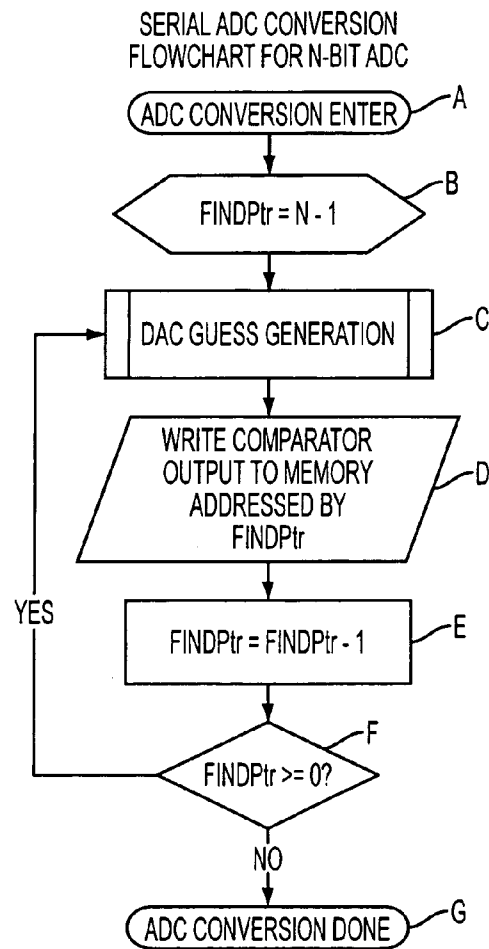 SERIAL ADC CONVERSION
FLOWCHART FOR N-BIT ADC
ADC CONVERSION ENTER
A
B
FINDPtr = N - 1
C
DAC GUESS GENERATION
WRITE COMPARATOR
OUTPUT TO MEMORY
ADDRESSED BY
FINDPtr
D
YES
FINDPtr = FINDPtr - 1
E
F
FINDPtr >= 0?
NO
ADC CONVERSION DONE
G